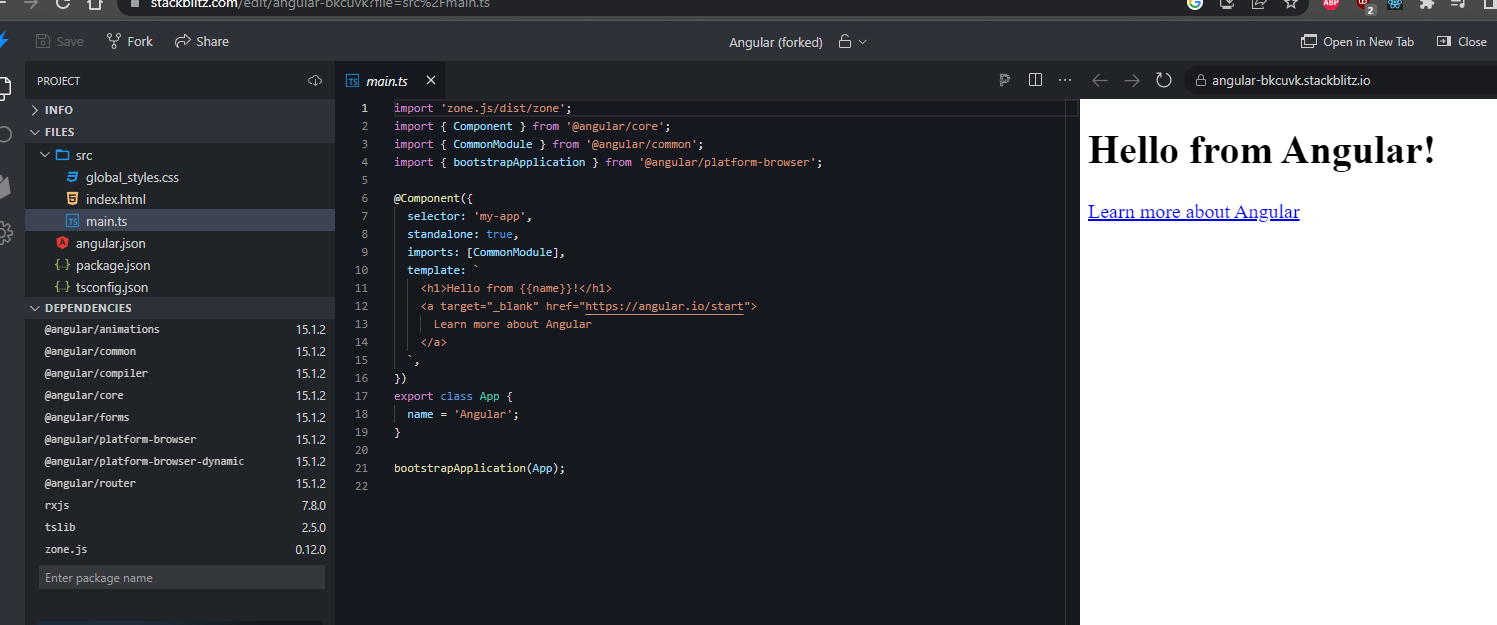 stackblitz.com/edit/angular-bkcuvk?file=src%2Fmain.ts
ABP
2
Save Fork Share
Angular (forked)
Open in New Tab Close
PROJECT
INFO
FILES
src
global_styles.css
index.html
main.ts
angular.json
package.json
tsconfig.json
DEPENDENCIES
@angular/animations 15.1.2
@angular/common 15.1.2
@angular/compiler 15.1.2
@angular/core 15.1.2
@angular/forms 15.1.2
@angular/platform-browser 15.1.2
@angular/platform-browser-dynamic 15.1.2
@angular/router 15.1.2
rxjs 7.8.0
tslib 2.5.0
zone.js 0.12.0
Enter package name
TS main.ts
1 import 'zone.js/dist/zone';
2 import { Component } from '@angular/core';
3 import { CommonModule } from '@angular/common';
4 import { bootstrapApplication } from '@angular/platform-browser';
5
6 @Component({
7 selector: 'my-app',
8 standalone: true,
9 imports: [CommonModule],
10 template: `
11 <h1>Hello from {{name}}!</h1>
12 <a target="_blank" href="https://angular.io/start">
13 Learn more about Angular
14 </a>
15 `,
16 })
17 export class App {
18 name = 'Angular';
19 }
20
21 bootstrapApplication(App);
22
angular-bkcuvk.stackblitz.io
Hello from Angular!
Learn more about Angular